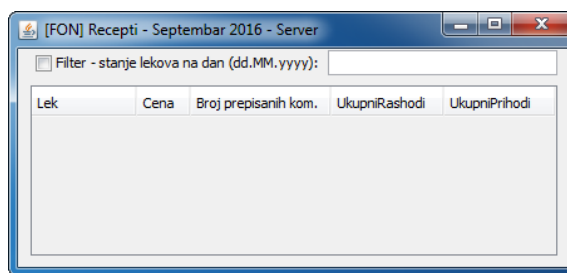 [FON] Recepti - Septembar 2016 - Server
Filter - stanje lekova na dan (dd.MM.yyyy):
Lek Cena Broj prepisanih kom. UkupniRashodi UkupniPrihodi